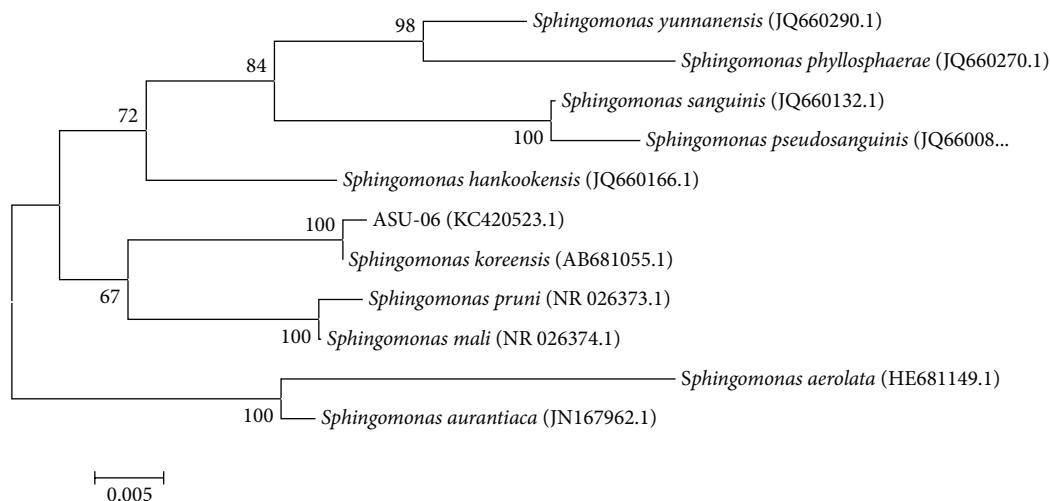 Sphingomonas yunnanensis (JQ660290.1)
98
Sphingomonas phyllosphaerae (JQ660270.1)
84
Sphingomonas sanguinis (JQ660132.1)
72
100
Sphingomonas pseudosanguinis (JQ66008...
Sphingomonas hankookensis (JQ660166.1)
100
ASU-06 (KC420523.1)
Sphingomonas koreensis (AB681055.1)
67
Sphingomonas pruni (NR 026373.1)
100
Sphingomonas mali (NR 026374.1)
Sphingomonas aerolata (HE681149.1)
100
Sphingomonas aurantiaca (JN167962.1)
0.005